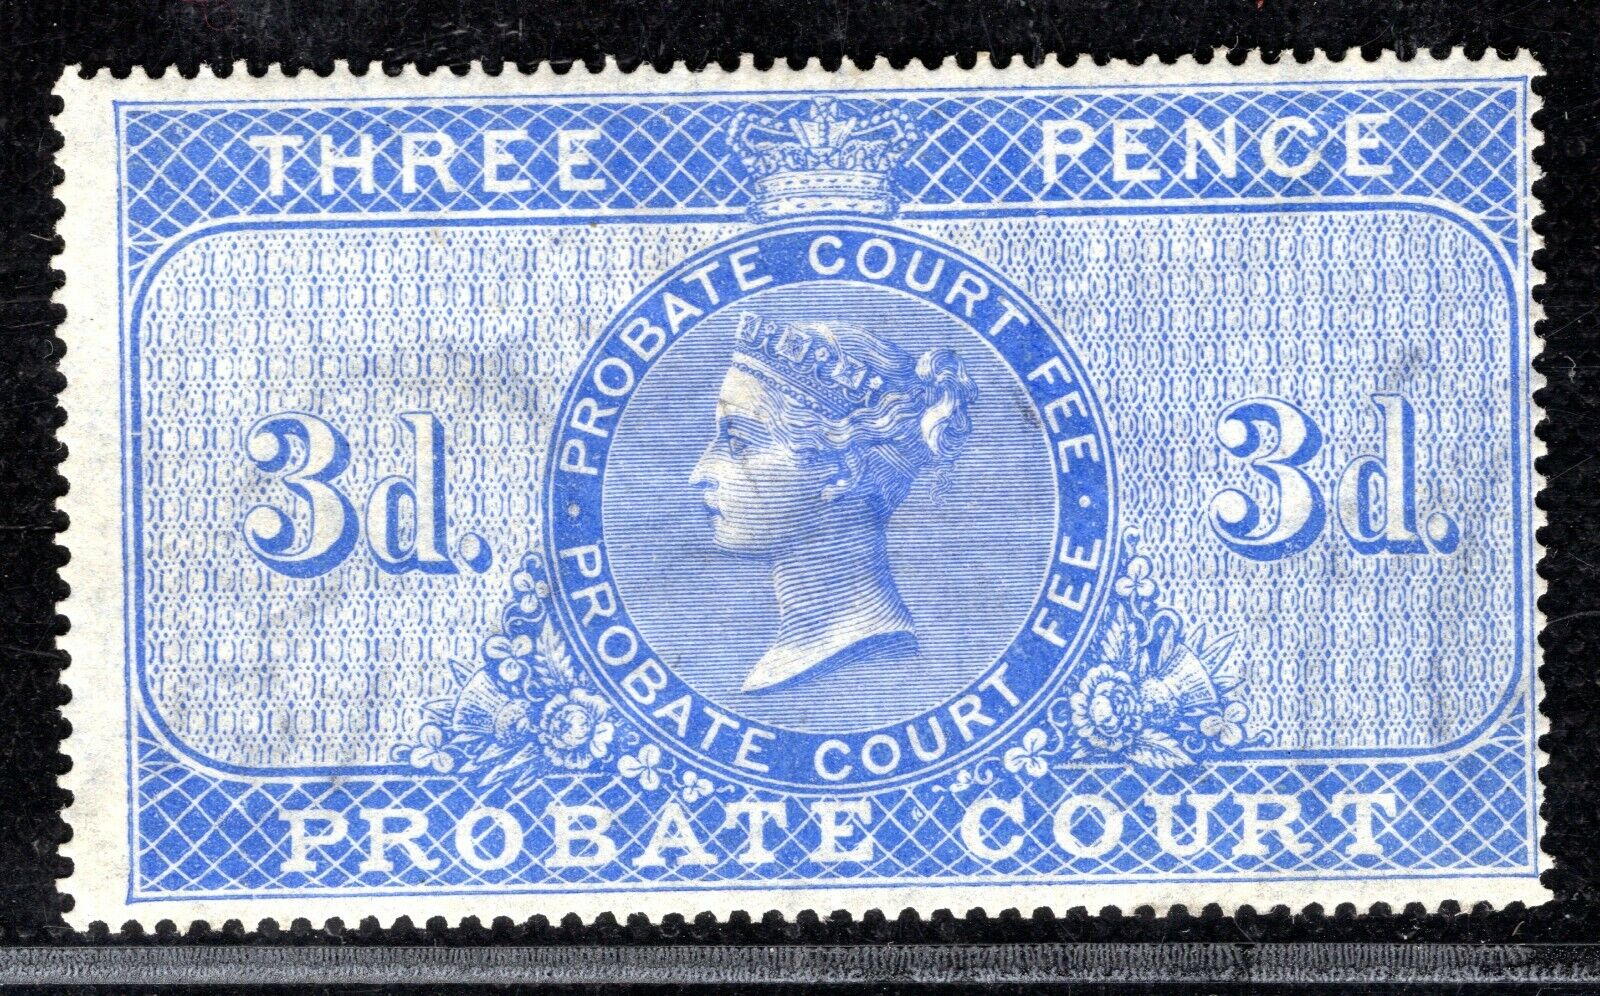 THREE PENCE
· PROBATE COURT FEE ·
PROBATE COURT FEE
3d. 3d.
PROBATE COURT